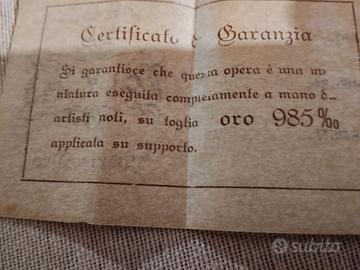 Certificato di Garanzia
Si garantisce che questa opera è una mi
niatura eseguita completamente a mano da
artisti noti, su foglia oro 985‰
applicata su supporto.
subito